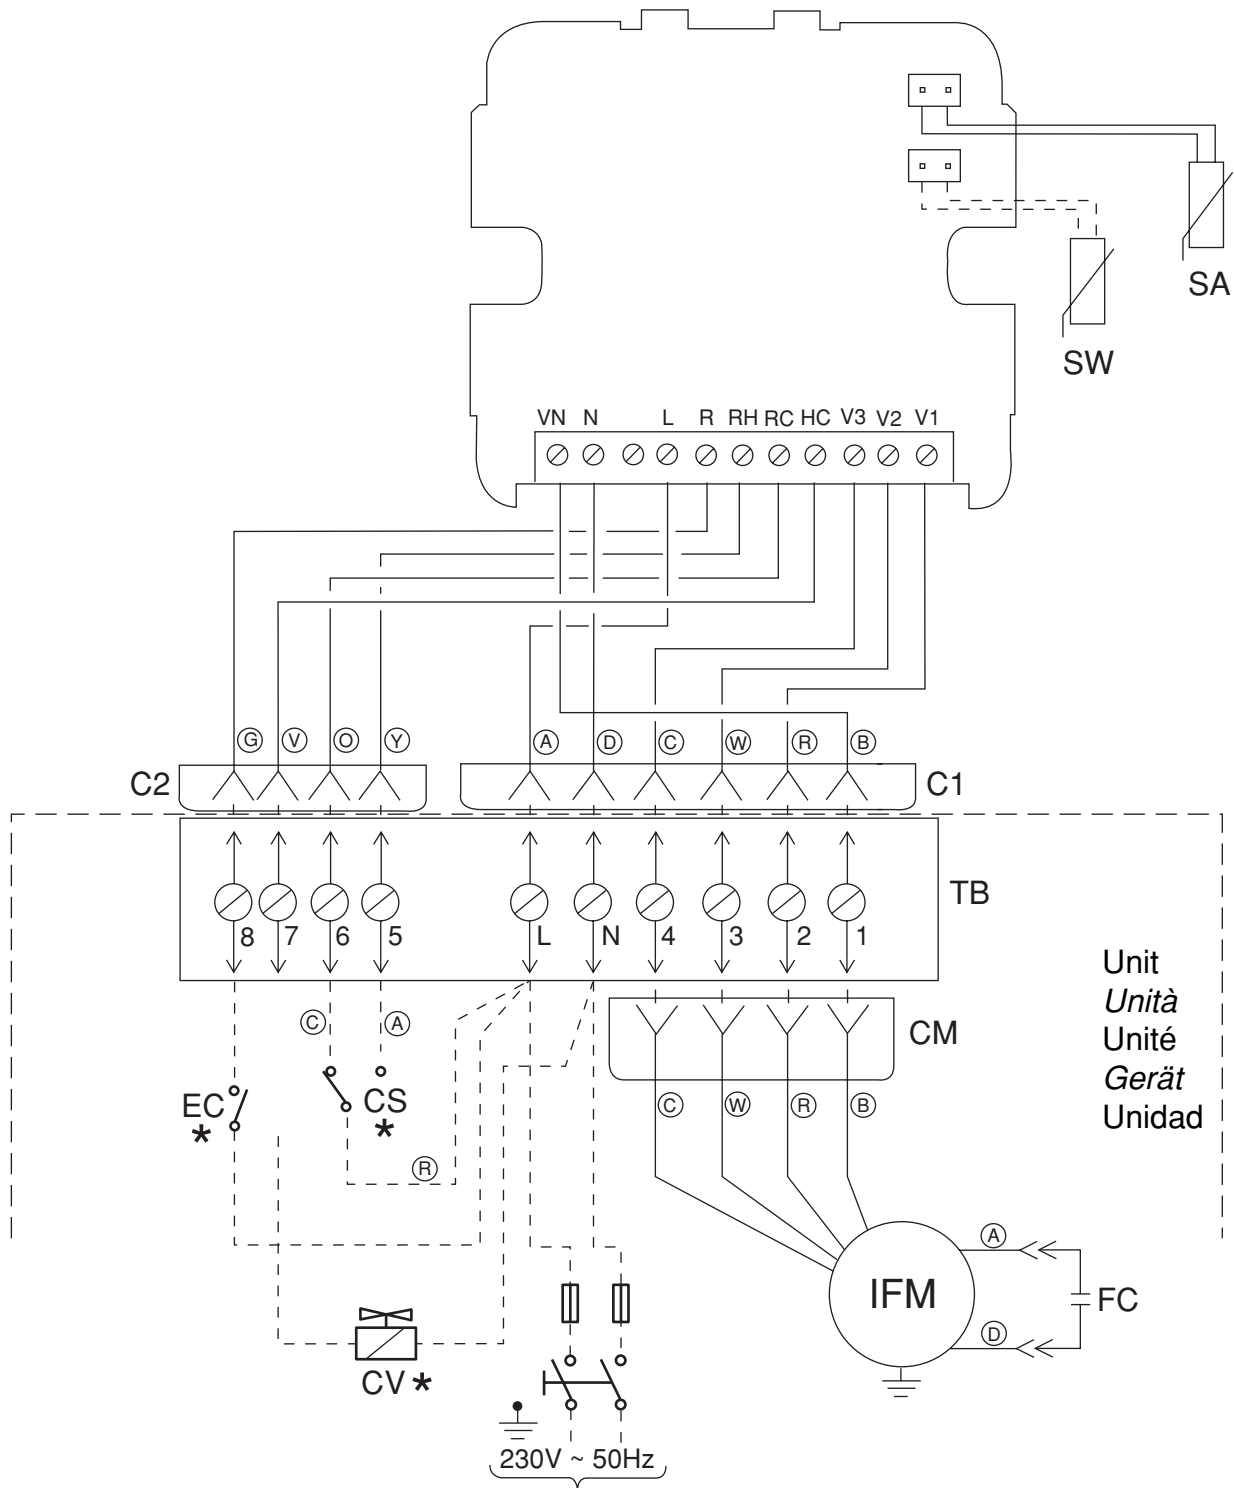 SA
SW
VN N L R RH RC HC V3 V2 V1
G V O Y A D C W R B
C2 C1
TB
8 7 6 5 L N 4 3 2 1
Unit
Unità
Unité
Gerät
Unidad
C A
CM
EC * CS *
C W R B
R
A
IFM
FC
D
CV *
230V ~ 50Hz